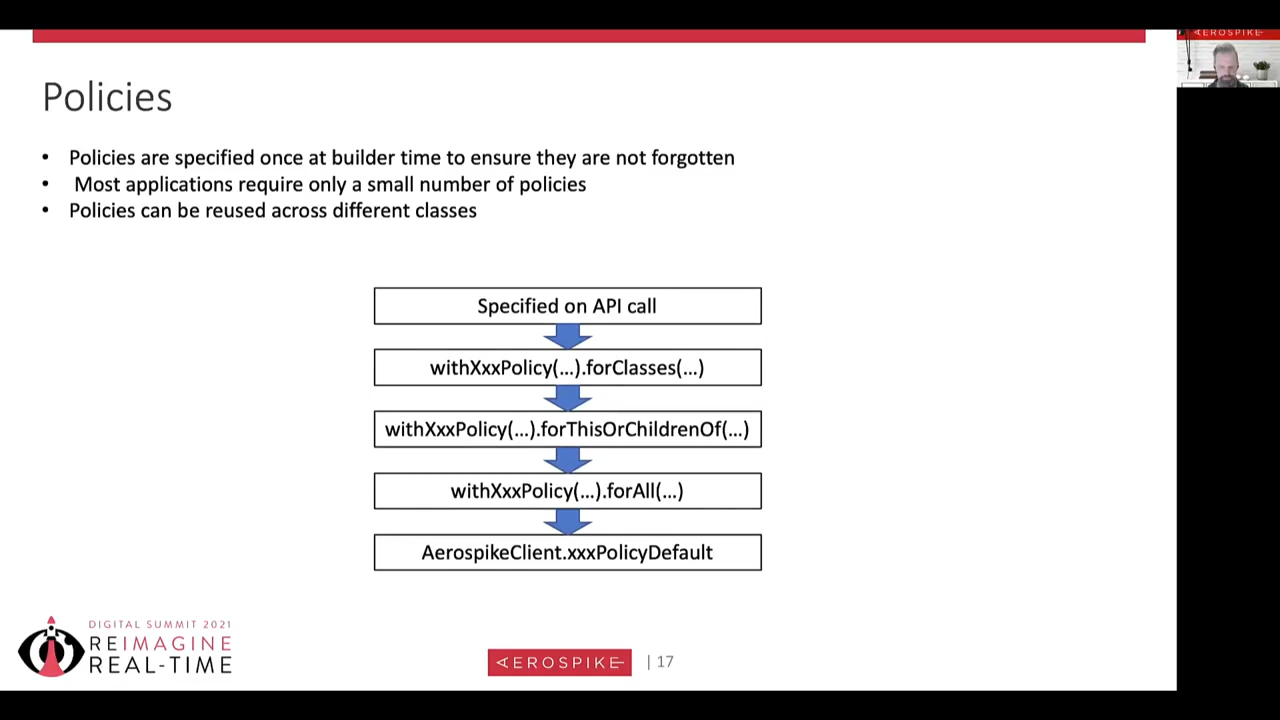 AEROSPIKE
Policies
• Policies are specified once at builder time to ensure they are not forgotten
• Most applications require only a small number of policies
• Policies can be reused across different classes
Specified on API call
withXxxPolicy(...).forClasses(...)
withXxxPolicy(...).forThisOrChildrenOf(...)
withXxxPolicy(...).forAll(...)
AerospikeClient.xxxPolicyDefault
DIGITAL SUMMIT 2021
REIMAGINE
REAL-TIME
AEROSPIKE | 17